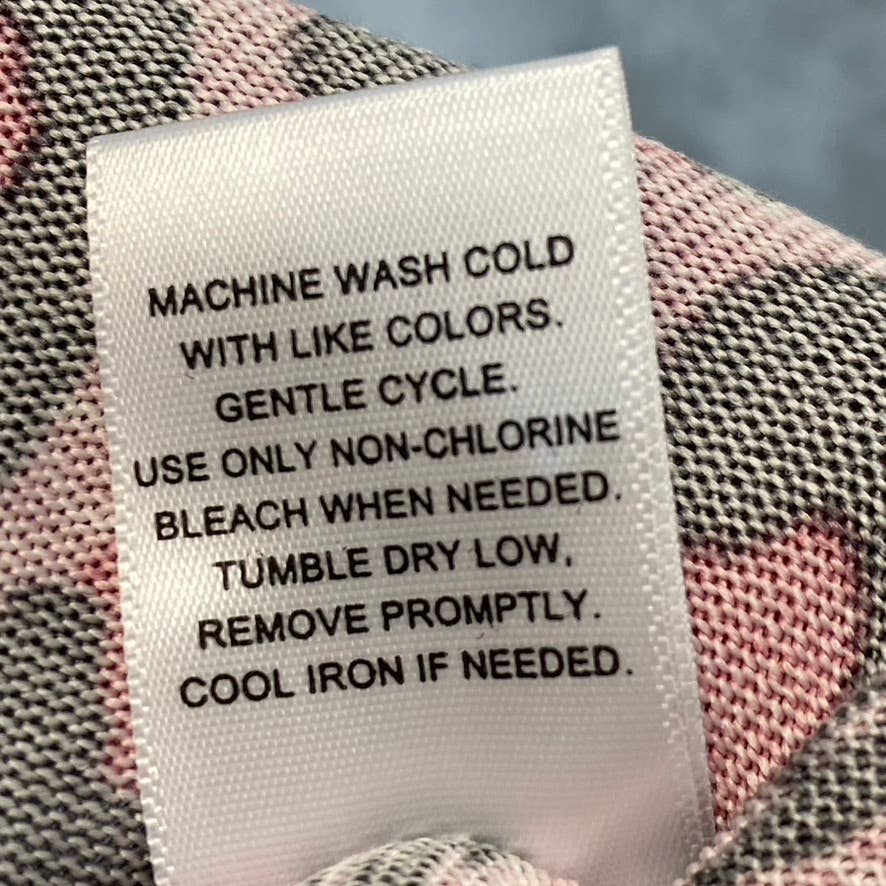 MACHINE WASH COLD
WITH LIKE COLORS.
GENTLE CYCLE.
USE ONLY NON-CHLORINE
BLEACH WHEN NEEDED.
TUMBLE DRY LOW,
REMOVE PROMPTLY.
COOL IRON IF NEEDED.